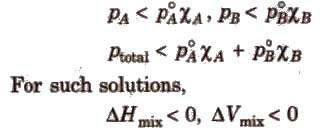 p_A < p°_A χ_A, p_B < p°_B χ_B
p_total < p°_A χ_A + p°_B χ_B
For such solutions,
ΔH_mix < 0, ΔV_mix < 0